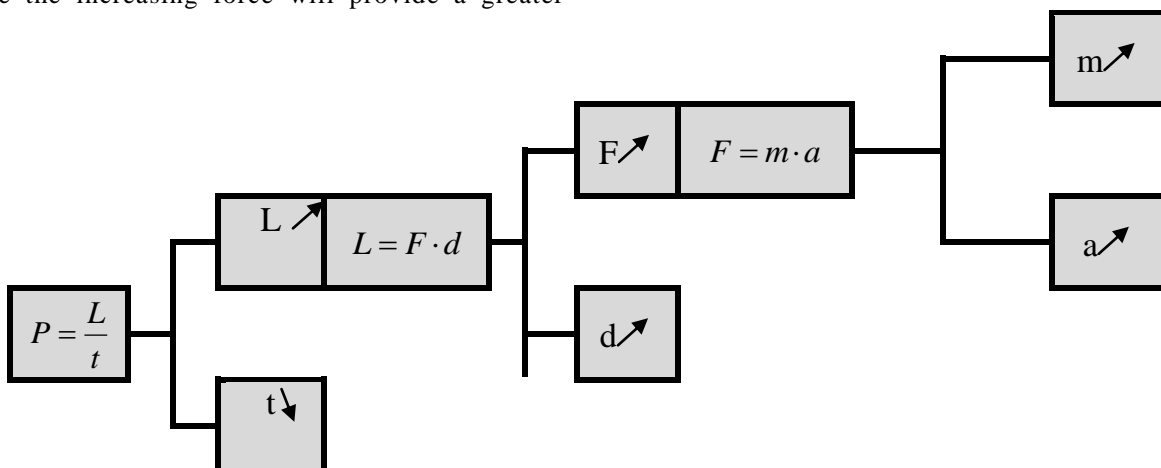 e the increasing force will provide a greater
m↗
F↗ F = m · a
L ↗ L = F · d
a↗
P = L/t
d↗
t↘